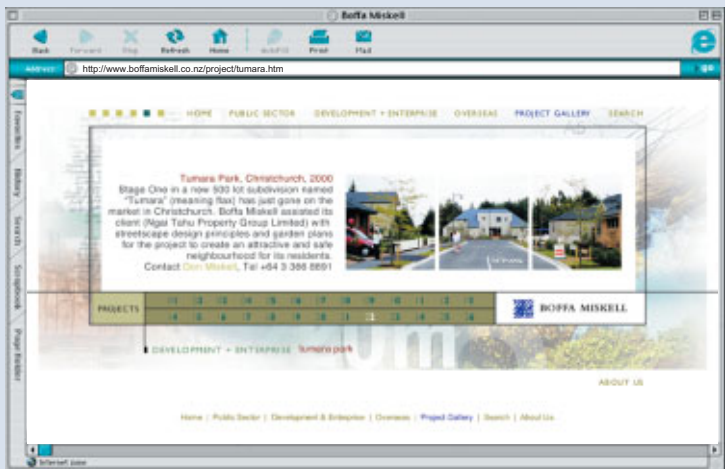 Boffa Miskell
Back Forward Stop Refresh Home AutoFill Print Mail
Address: http://www.boffamiskell.co.nz/project/tumara.htm go
Favorites
History
Search
Scrapbook
Page Holder
HOME PUBLIC SECTOR DEVELOPMENT + ENTERPRISE OVERSEAS PROJECT GALLERY SEARCH
Tumara Park, Christchurch, 2000
Stage One in a new 500 lot subdivision named
"Tumara" (meaning flax) has just gone on the
market in Christchurch. Boffa Miskell assisted its
client (Ngai Tahu Property Group Limited) with
streetscape design principles and garden plans
for the project to create an attractive and safe
neighbourhood for its residents.
Contact Don Miskell, Tel +64 3 366 8891
PROJECTS
BOFFA MISKELL
DEVELOPMENT + ENTERPRISE Tumara park
ABOUT US
Home | Public Sector | Development & Enterprise | Overseas | Project Gallery | Search | About Us
Internet zone